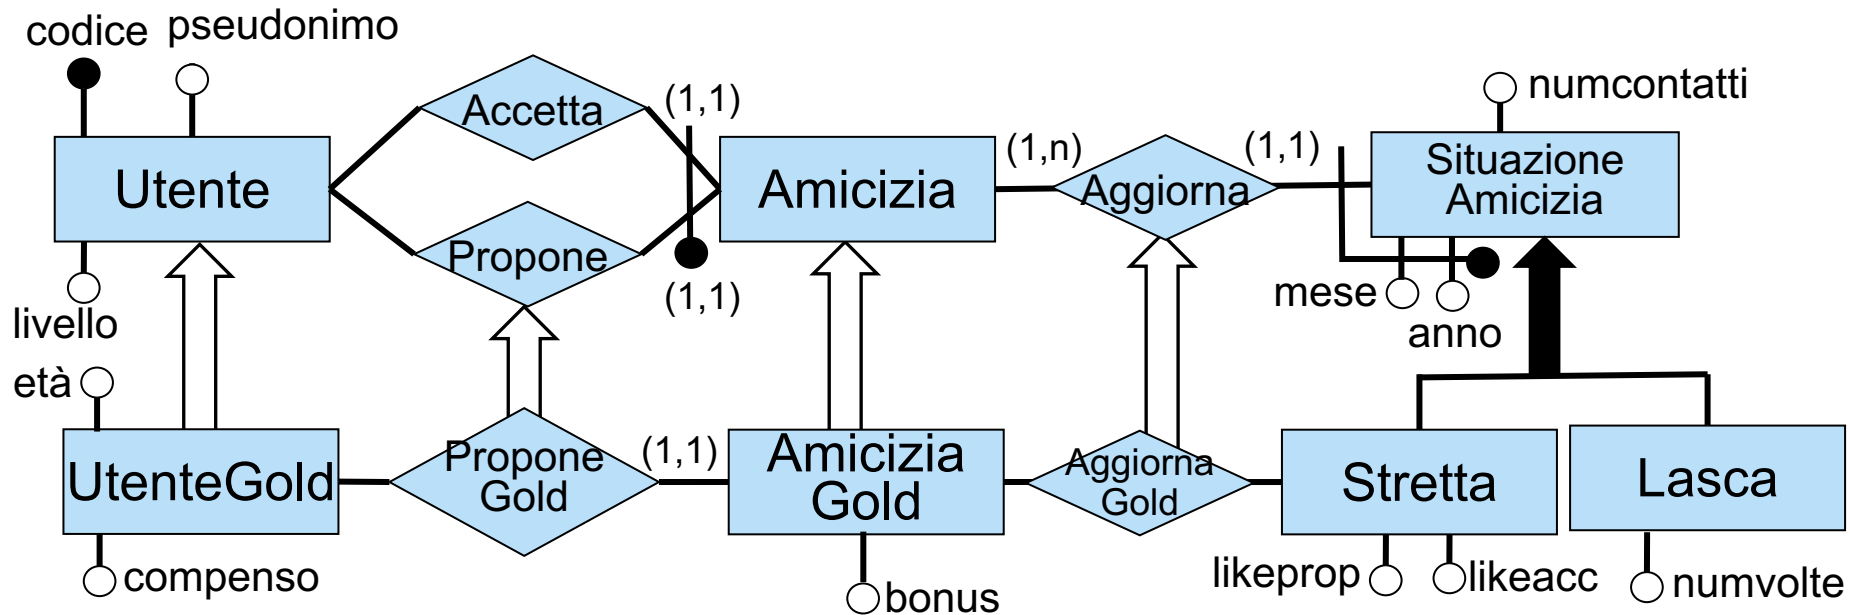 codice
pseudonimo
Accetta
(1,1)
numcontatti
Utente
Amicizia
(1,n)
Aggiorna
(1,1)
Situazione
Amicizia
Propone
(1,1)
mese
anno
livello
età
UtenteGold
Propone
Gold
(1,1)
Amicizia
Gold
Aggiorna
Gold
Stretta
Lasca
compenso
bonus
likeprop
likeacc
numvolte